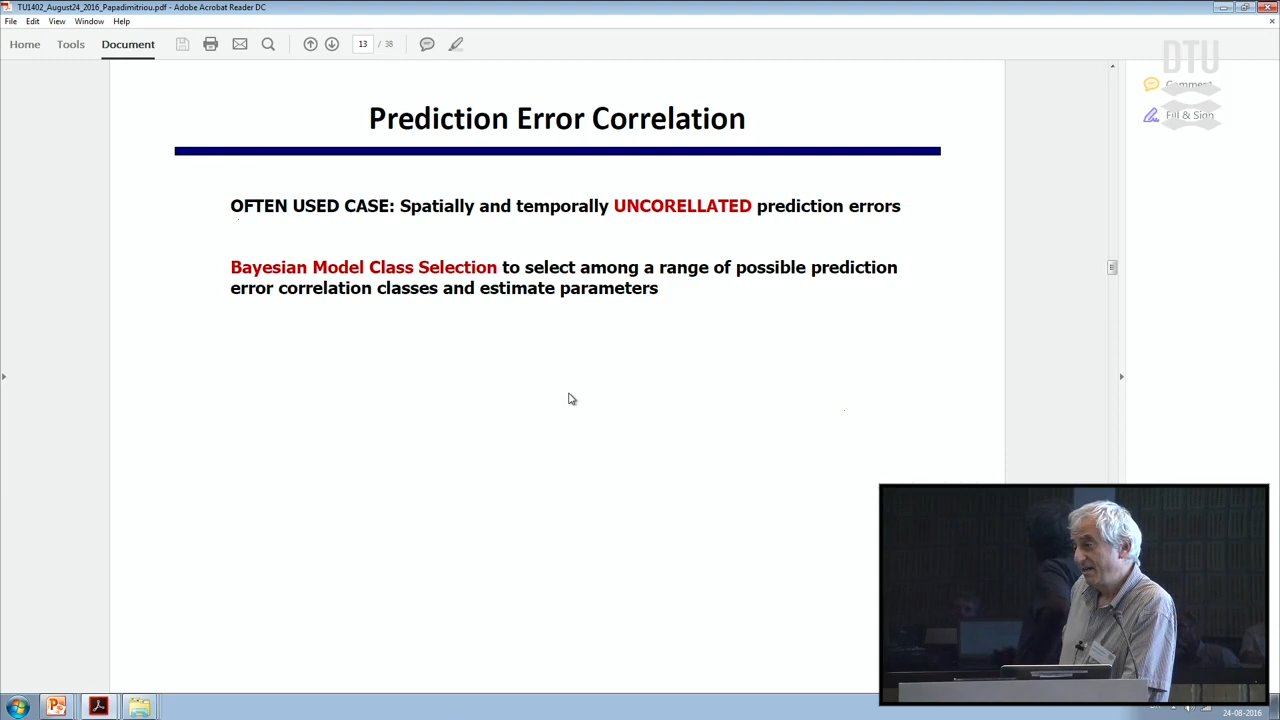 TU1402_August24_2016_Papadimitriou.pdf - Adobe Acrobat Reader DC
File Edit View Window Help
Home Tools Document 13 / 38
DTU
Comment
Fill & Sign
Prediction Error Correlation
OFTEN USED CASE: Spatially and temporally UNCORELLATED prediction errors
Bayesian Model Class Selection to select among a range of possible prediction
error correlation classes and estimate parameters
24-08-2016